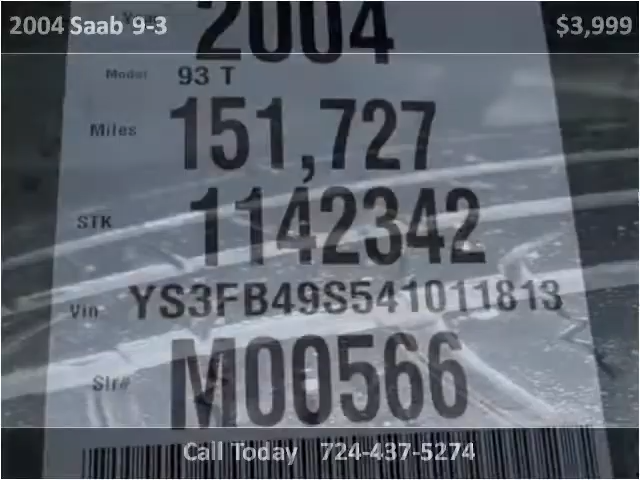 2004 Saab 9-3 $3,999
2004
Model 93 T
Miles 151,727
STK 1142342
Vin YS3FB49S541011813
Slr# M00566
Call Today 724-437-5274